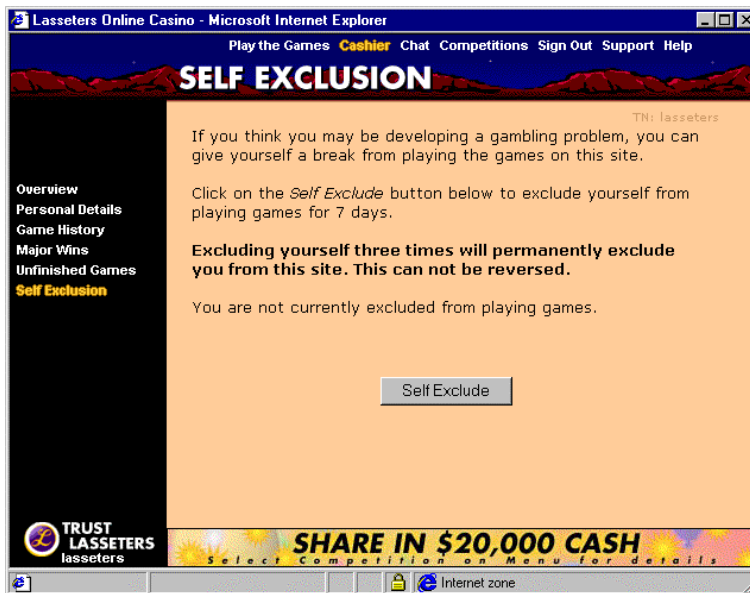 Lasseters Online Casino - Microsoft Internet Explorer
Play the Games Cashier Chat Competitions Sign Out Support Help
SELF EXCLUSION
TN: lasseters
If you think you may be developing a gambling problem, you can
give yourself a break from playing the games on this site.
Click on the Self Exclude button below to exclude yourself from
playing games for 7 days.
Excluding yourself three times will permanently exclude
you from this site. This can not be reversed.
You are not currently excluded from playing games.
Self Exclude
Overview
Personal Details
Game History
Major Wins
Unfinished Games
Self Exclusion
L
TRUST
LASSETERS
lasseters
SHARE IN $20,000 CASH
Select Competition on Menu for details
Internet zone